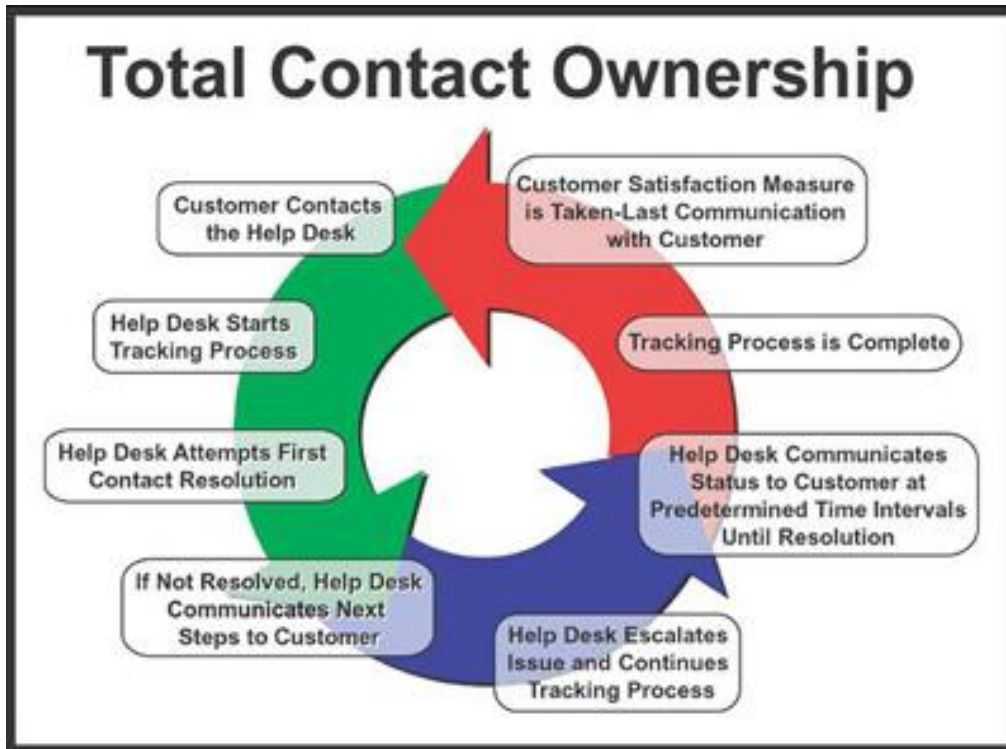 Total Contact Ownership
Customer Contacts
the Help Desk
Help Desk Starts
Tracking Process
Help Desk Attempts First
Contact Resolution
If Not Resolved, Help Desk
Communicates Next
Steps to Customer
Help Desk Escalates
Issue and Continues
Tracking Process
Help Desk Communicates
Status to Customer at
Predetermined Time Intervals
Until Resolution
Tracking Process is Complete
Customer Satisfaction Measure
is Taken-Last Communication
with Customer